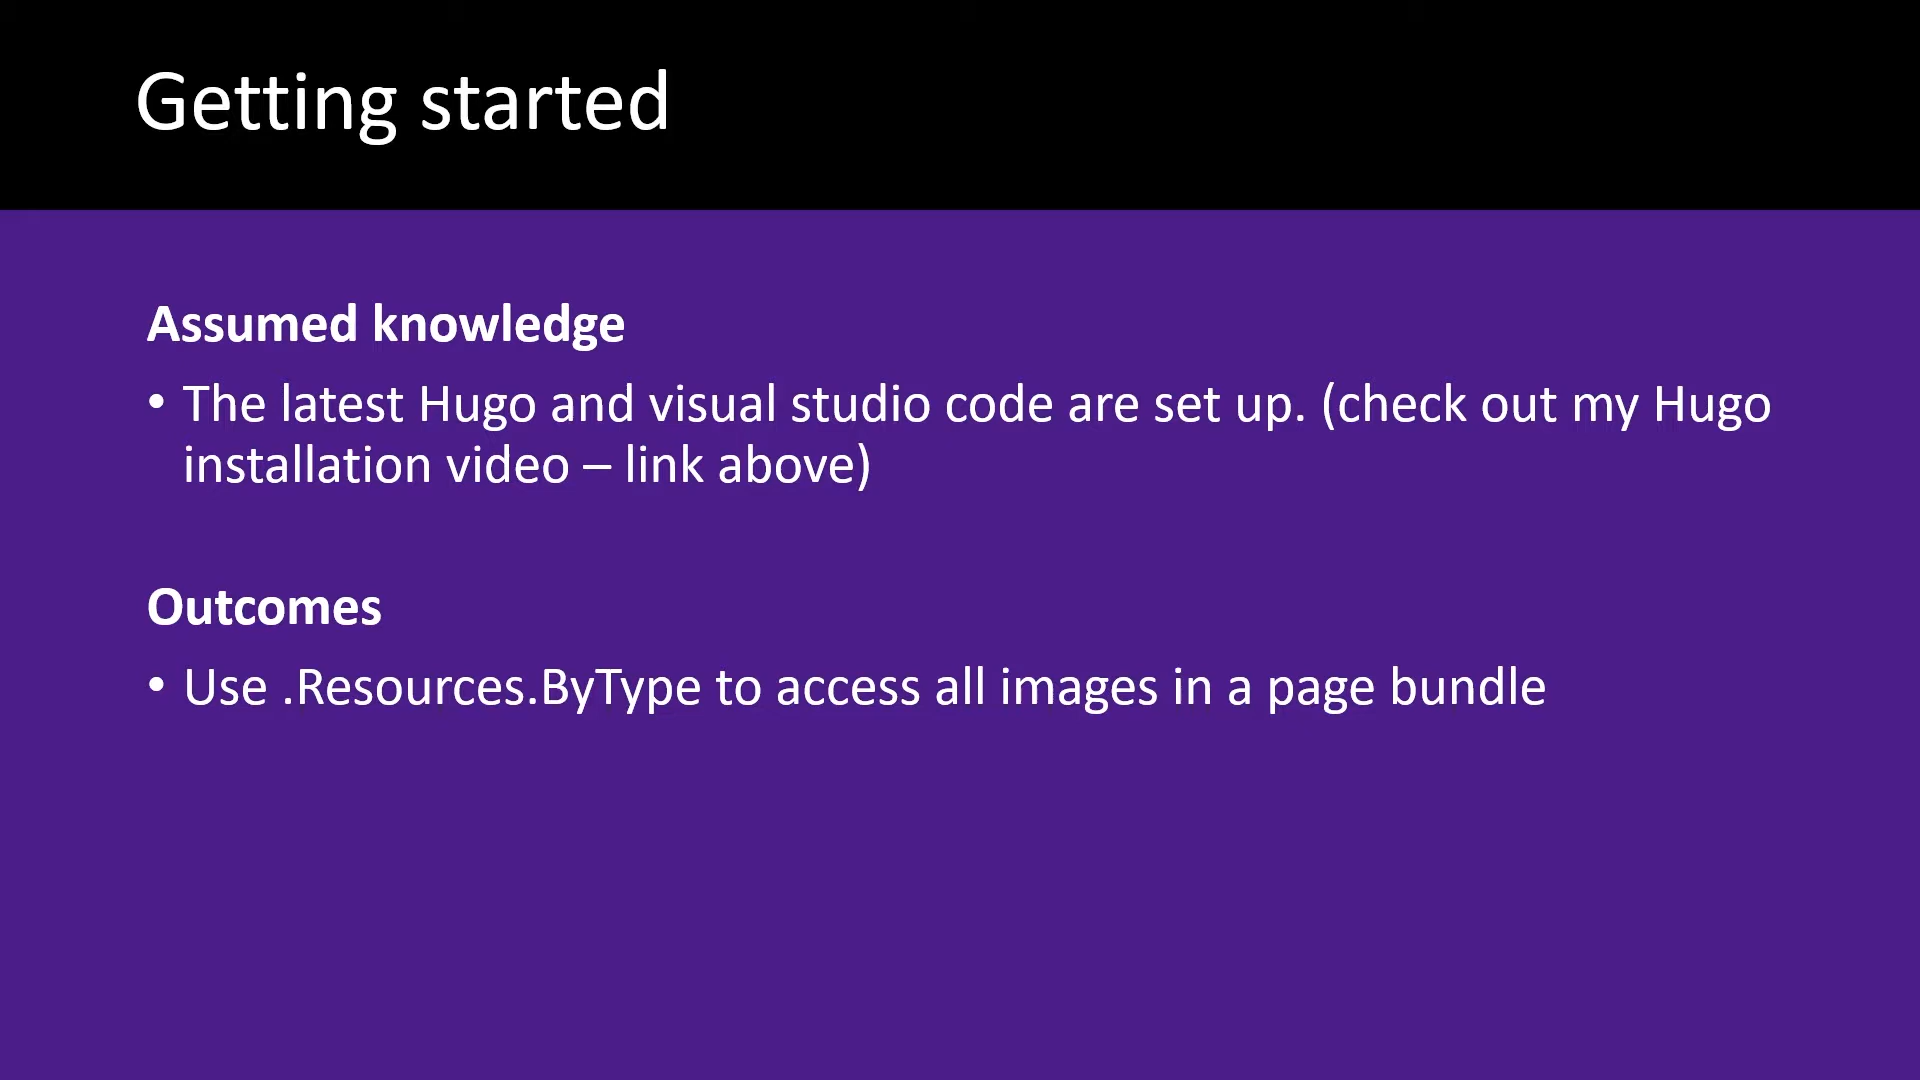 Getting started
Assumed knowledge
• The latest Hugo and visual studio code are set up. (check out my Hugo
installation video – link above)
Outcomes
• Use .Resources.ByType to access all images in a page bundle